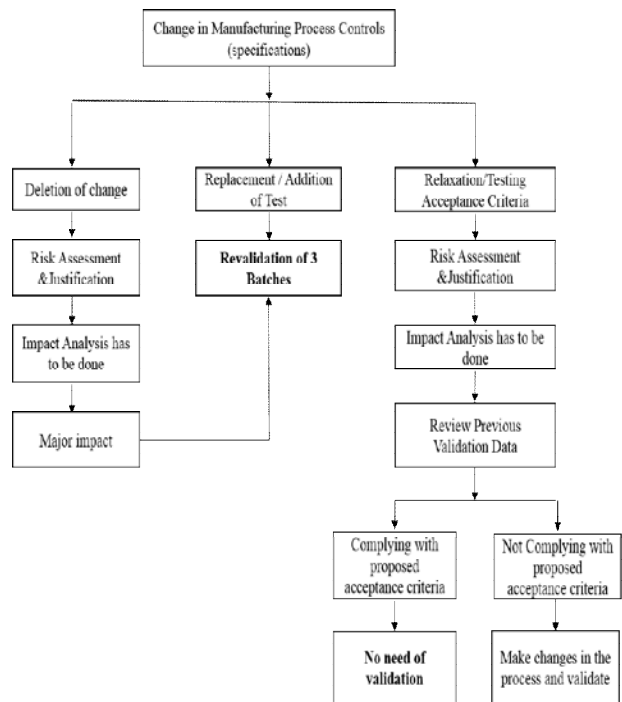 Change in Manufacturing Process Controls
(specifications)
Deletion of change
Replacement / Addition
of Test
Relaxation/Testing
Acceptance Criteria
Risk Assessment
&Justification
Revalidation of 3
Batches
Risk Assessment
&Justification
Impact Analysis has
to be done
Impact Analysis has to be
done
Major impact
Review Previous
Validation Data
Complying with
proposed
acceptance criteria
Not Complying with
proposed
acceptance criteria
No need of
validation
Make changes in the
process and validate